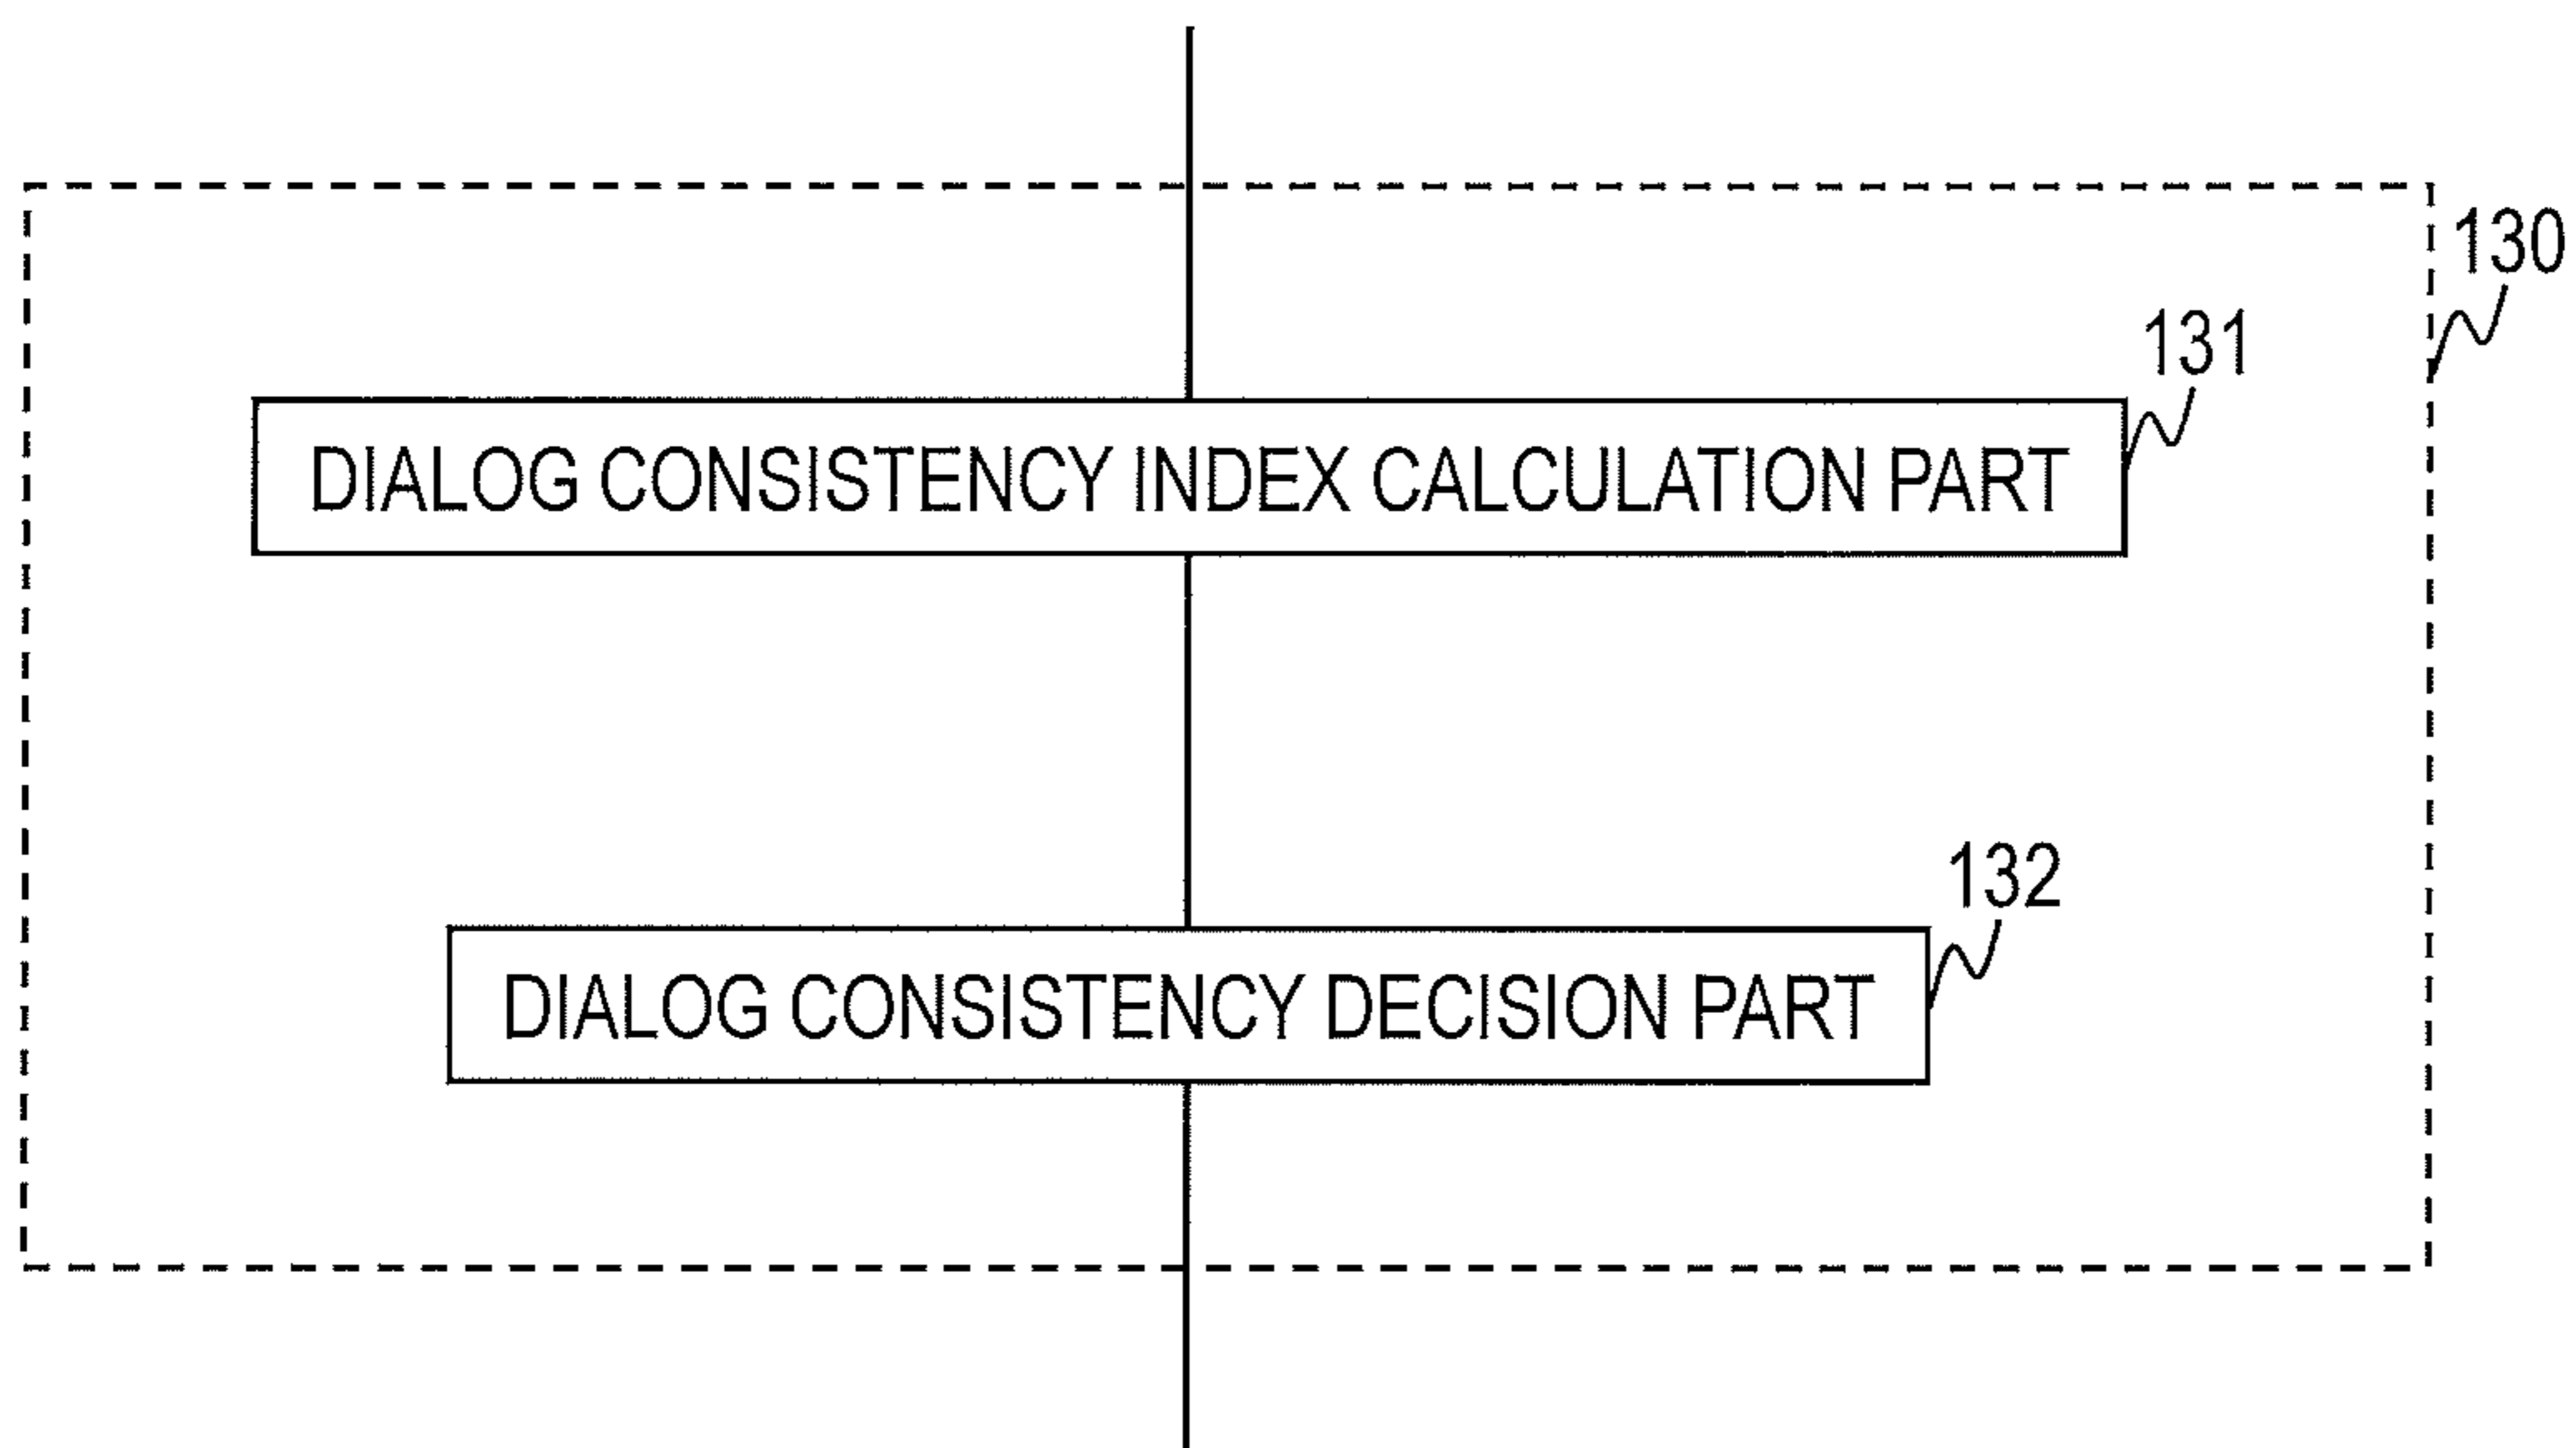 130
131
DIALOG CONSISTENCY INDEX CALCULATION PART
132
DIALOG CONSISTENCY DECISION PART